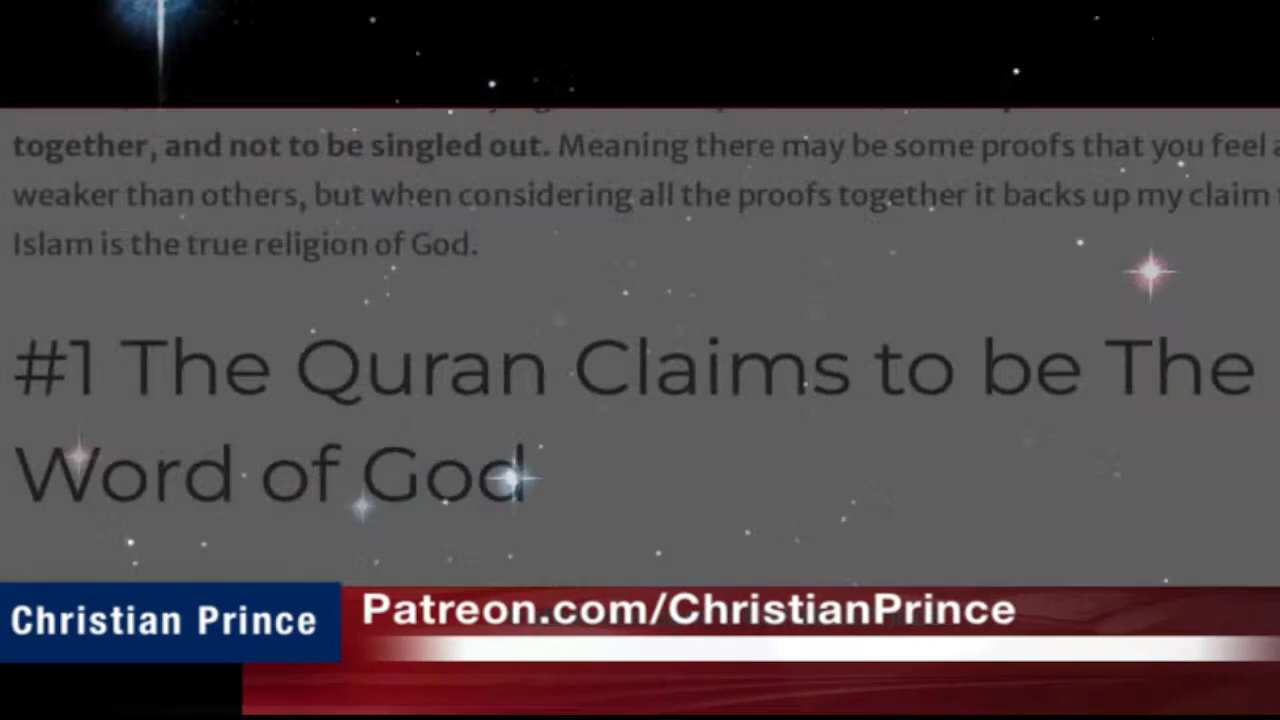 together, and not to be singled out. Meaning there may be some proofs that you feel
weaker than others, but when considering all the proofs together it backs up my claim
Islam is the true religion of God.
#1 The Quran Claims to be The
Word of God
Christian Prince
Patreon.com/ChristianPrince